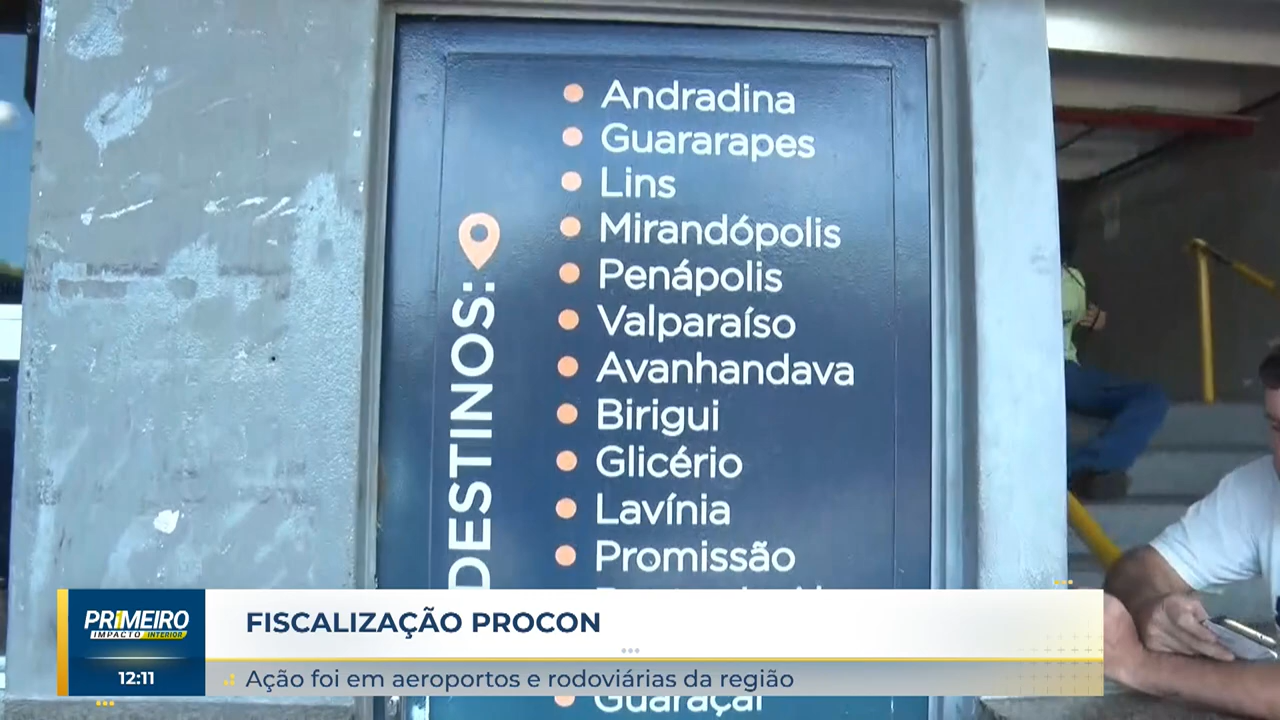 DESTINOS:
Andradina
Guararapes
Lins
Mirandópolis
Penápolis
Valparaíso
Avanhandava
Birigui
Glicério
Lavínia
Promissão
Guaraçaí
PRIMEIRO
IMPACTO INTERIOR
12:11
FISCALIZAÇÃO PROCON
Ação foi em aeroportos e rodoviárias da região